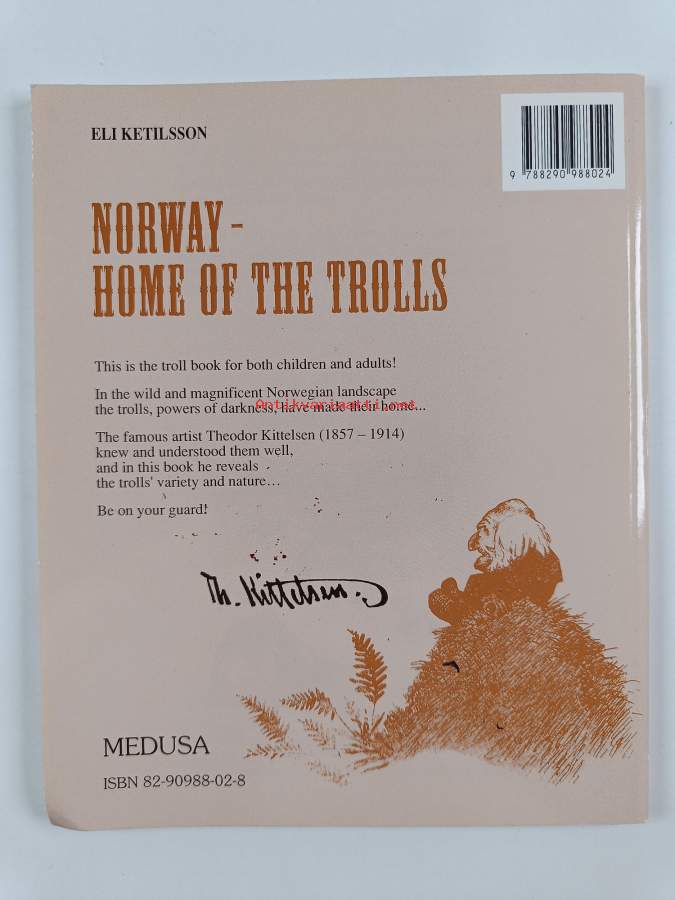 ELI KETILSSON
9 788290 988024
NORWAY -
HOME OF THE TROLLS
This is the troll book for both children and adults!
In the wild and magnificent Norwegian landscape
the trolls, powers of darkness, have made their home...
Antikvariaatti.net
The famous artist Theodor Kittelsen (1857 – 1914)
knew and understood them well,
and in this book he reveals
the trolls' variety and nature...
Be on your guard!
Th. Kittelsen.
MEDUSA
ISBN 82-90988-02-8